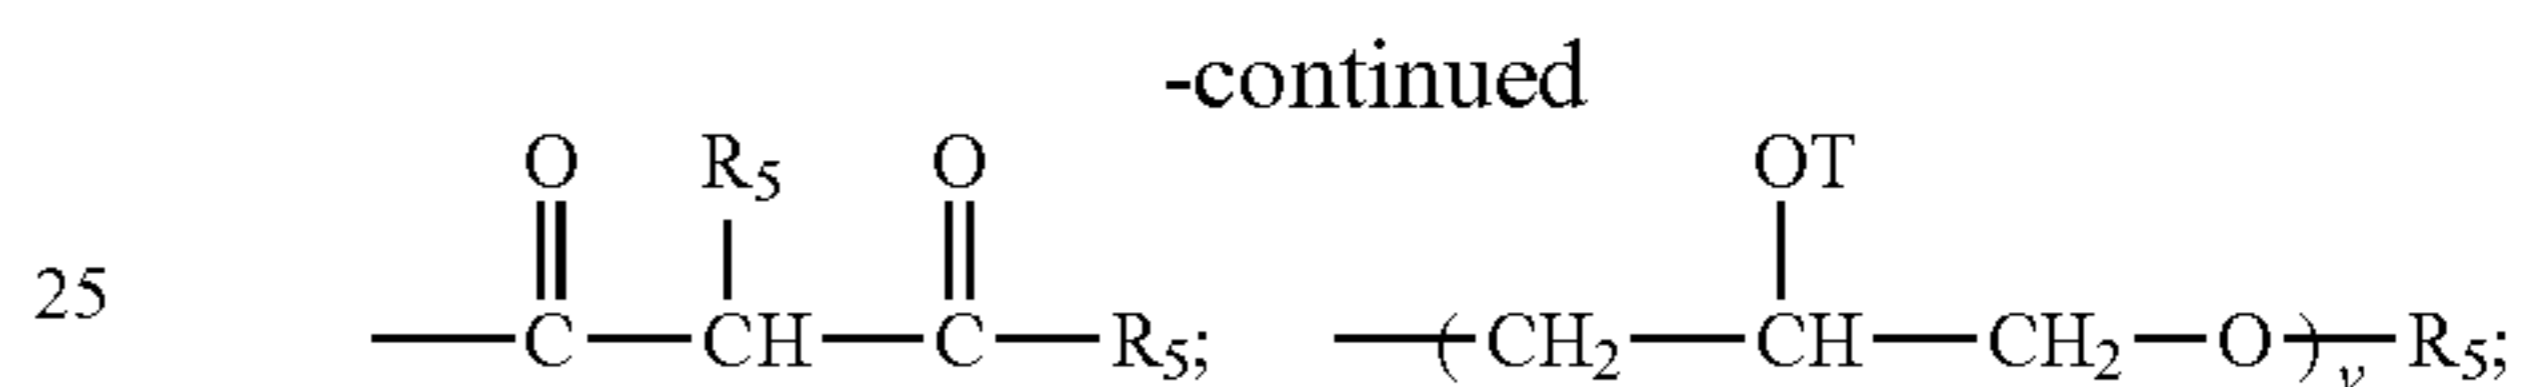 -continued
O R5 O OT
25 C CH C R5; ( CH2 CH CH2 O )v R5;